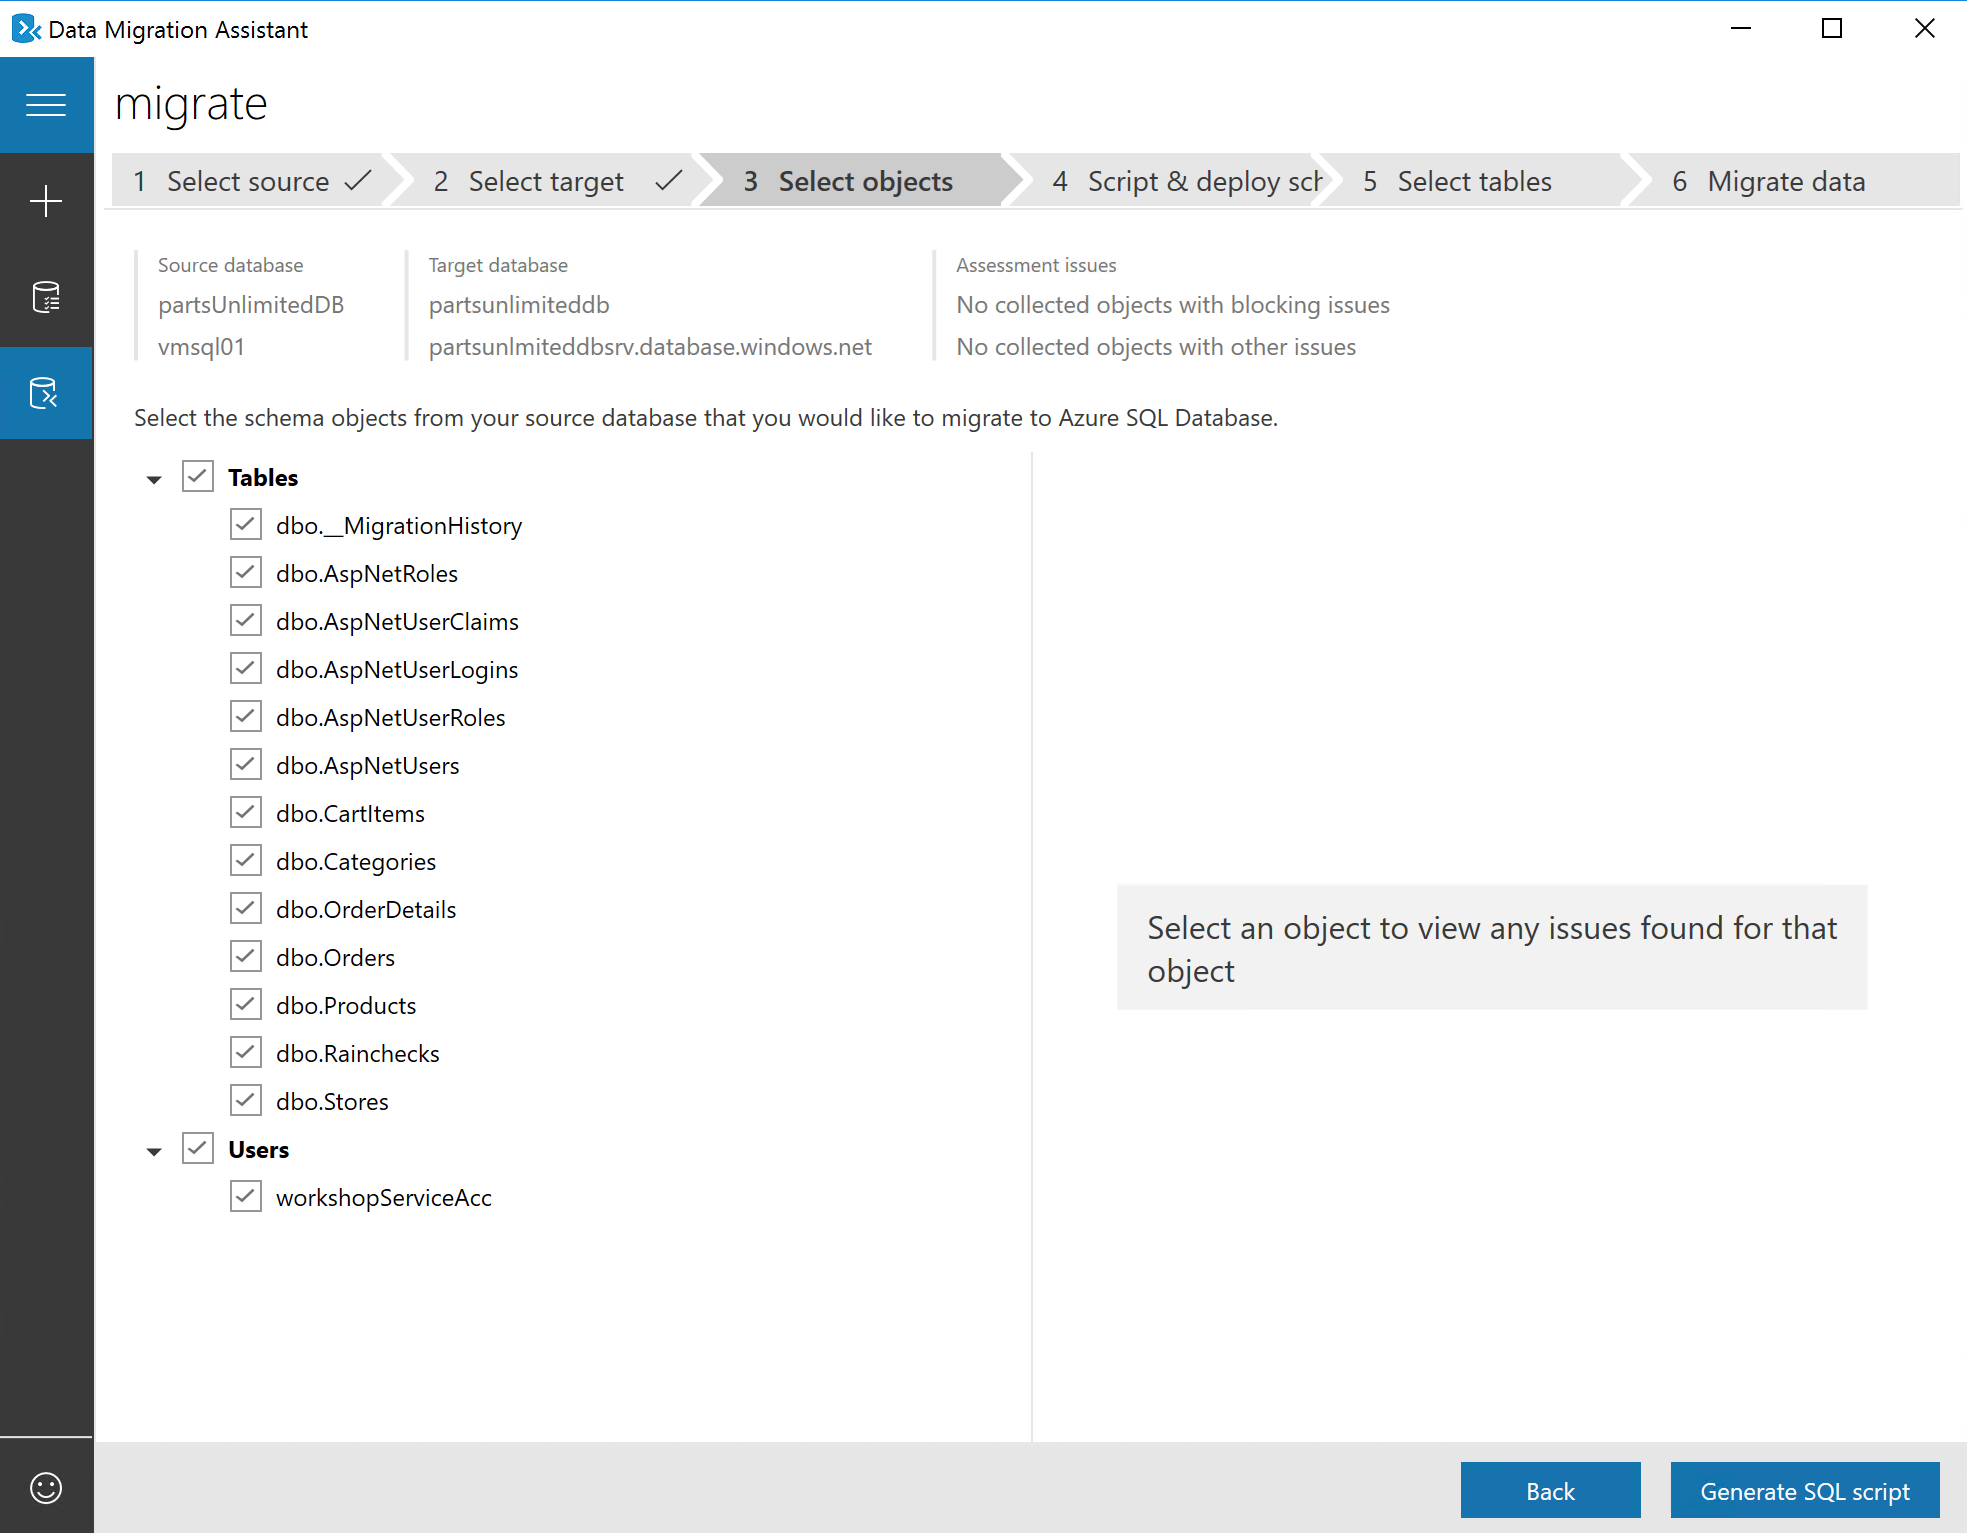 Data Migration Assistant
migrate
1 Select source
2 Select target
3 Select objects
4 Script & deploy sch
5 Select tables
6 Migrate data
Source database
partsUnlimitedDB
vmsql01
Target database
partsunlimiteddb
partsunlmiteddbsrv.database.windows.net
Assessment issues
No collected objects with blocking issues
No collected objects with other issues
Select the schema objects from your source database that you would like to migrate to Azure SQL Database.
Tables
dbo.__MigrationHistory
dbo.AspNetRoles
dbo.AspNetUserClaims
dbo.AspNetUserLogins
dbo.AspNetUserRoles
dbo.AspNetUsers
dbo.CartItems
dbo.Categories
dbo.OrderDetails
dbo.Orders
dbo.Products
dbo.Rainchecks
dbo.Stores
Users
workshopServiceAcc
Select an object to view any issues found for that
object
Back
Generate SQL script